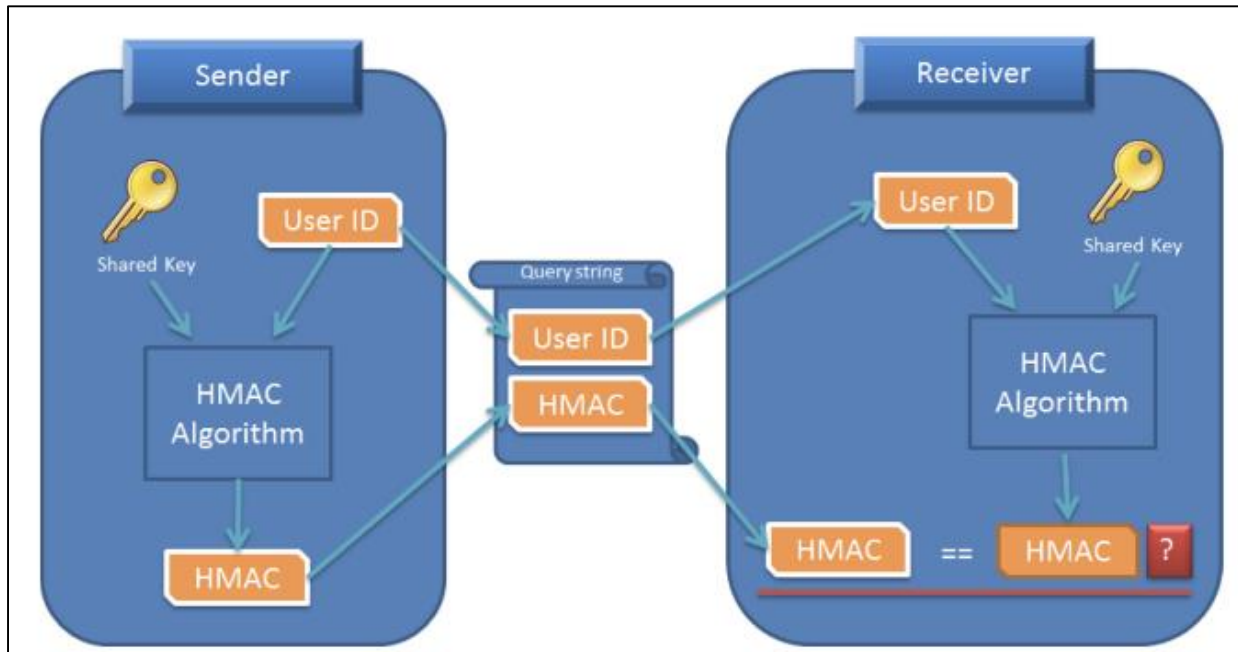 Sender
Shared Key
User ID
HMAC
Algorithm
HMAC
Query string
User ID
HMAC
Receiver
User ID
Shared Key
HMAC
Algorithm
HMAC == HMAC ?